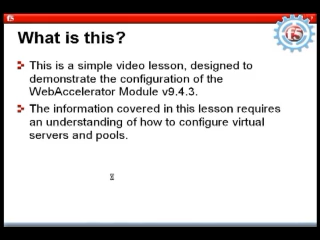 f5
What is this?
This is a simple video lesson, designed to
demonstrate the configuration of the
WebAccelerator Module v9.4.3.
The information covered in this lesson requires
an understanding of how to configure virtual
servers and pools.